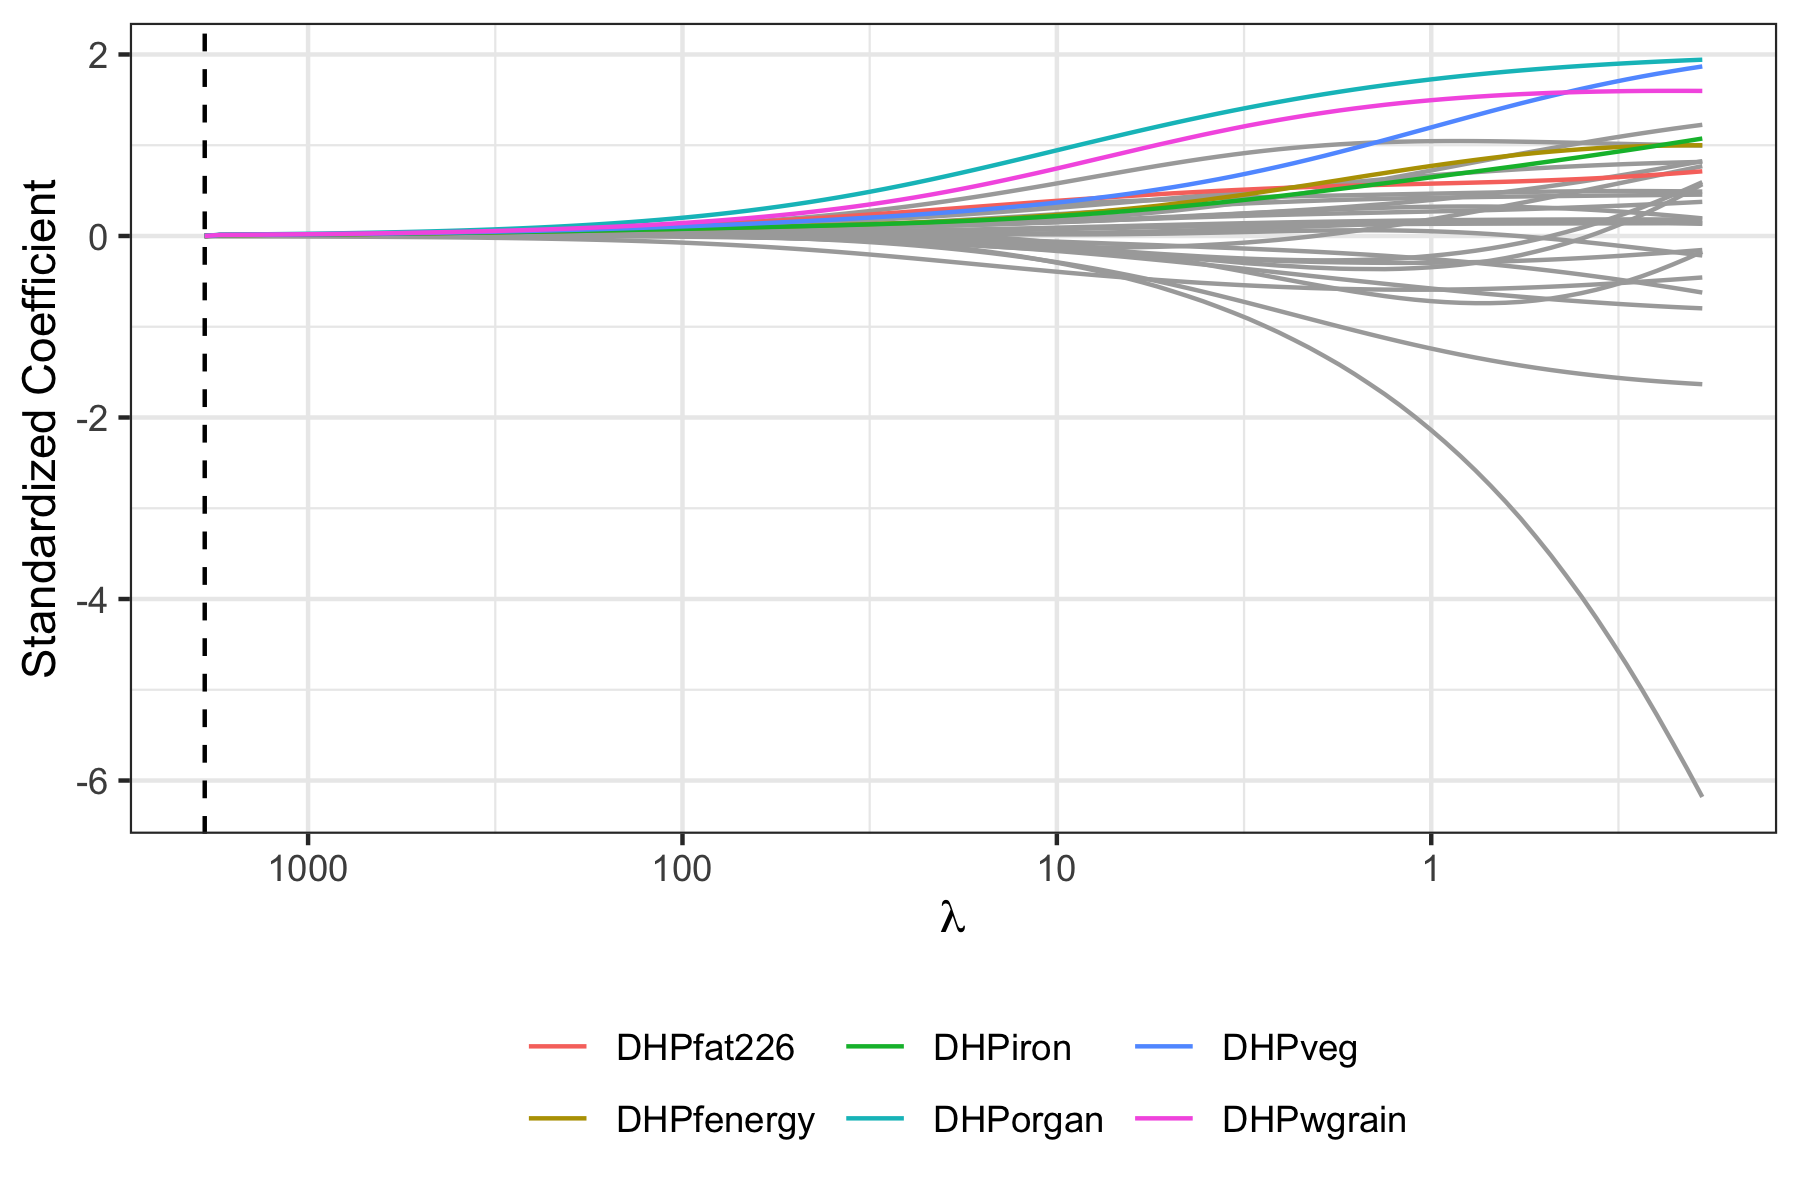 Standardized Coefficient
2
0
-2
-4
-6
1000 100 10 1
λ
DHPfat226 DHPiron DHPveg
DHPfenergy DHPorgan DHPwgrain